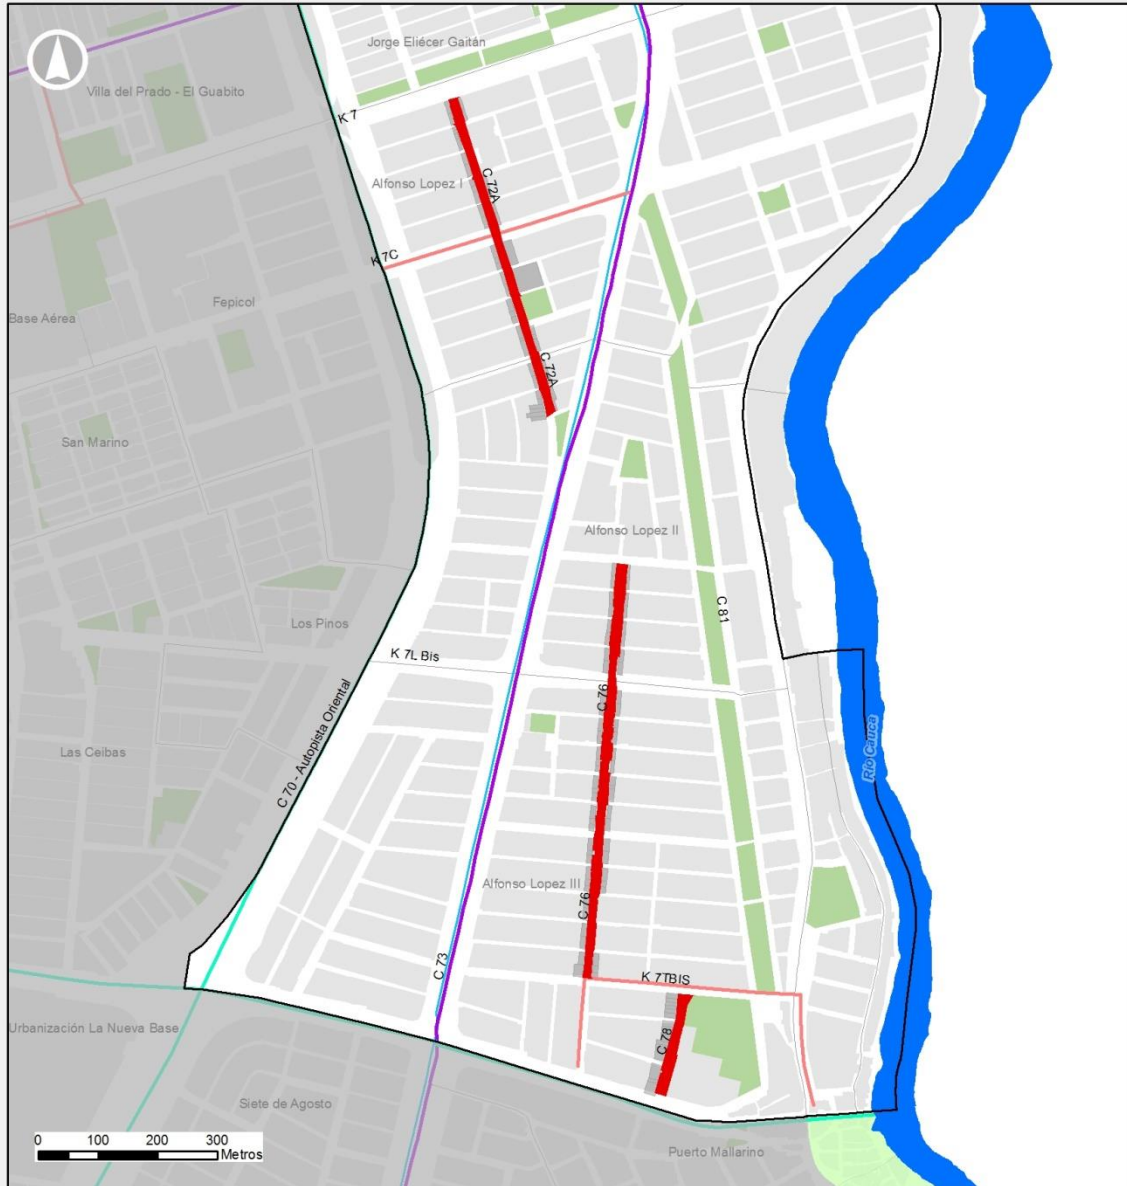 Jorge Eliécer Gaitán
Villa del Prado - El Guabito
K 7
Alfonso Lopez I
C 72A
K 7C
Fepicol
Base Aérea
C 72A
San Marino
Alfonso Lopez II
C 81
Los Pinos
K 7L Bis
C 76
C 70 - Autopista Oriental
Las Ceibas
Río Cauca
Alfonso Lopez III
C 76
C 73
K 7TBIS
Urbanización La Nueva Base
C 78
Siete de Agosto
Puerto Mallarino
0 100 200 300
Metros